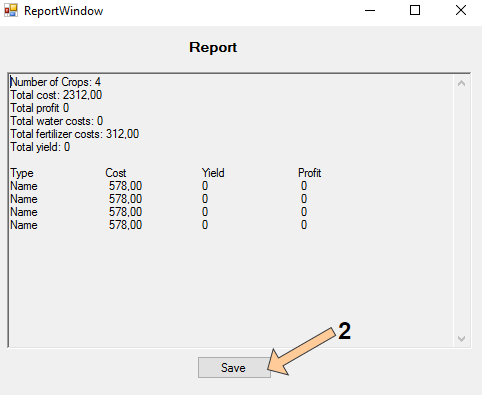 ReportWindow
Report
Number of Crops: 4
Total cost: 2312,00
Total profit 0
Total water costs: 0
Total fertilizer costs: 312,00
Total yield: 0
Type Cost Yield Profit
Name 578,00 0 0
Name 578,00 0 0
Name 578,00 0 0
Name 578,00 0 0
2
Save